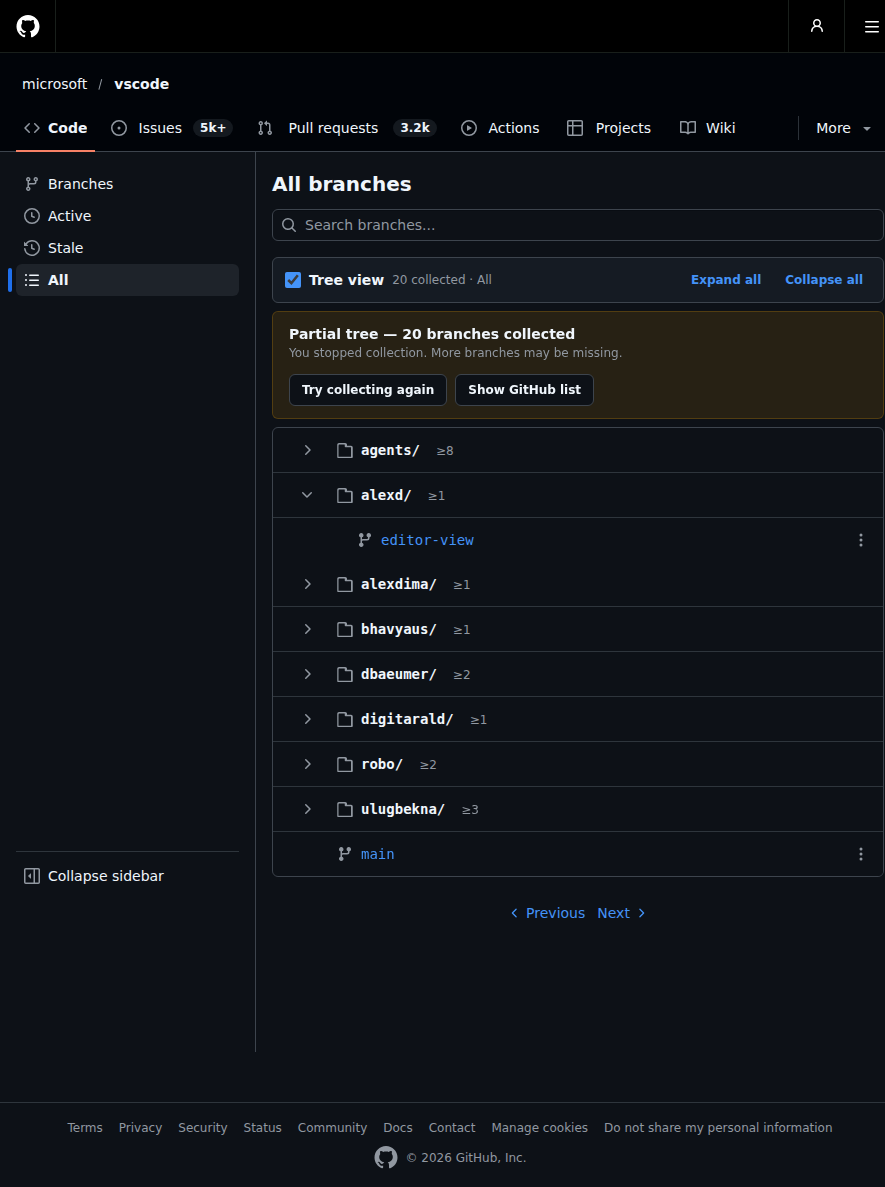 microsoft / vscode
Code Issues 5k+ Pull requests 3.2k Actions Projects Wiki More
Branches
Active
Stale
All
Collapse sidebar
All branches
Search branches...
Tree view 20 collected · All Expand all Collapse all
Partial tree — 20 branches collected
You stopped collection. More branches may be missing.
Try collecting again Show GitHub list
agents/ ≥8
alexd/ ≥1
editor-view
alexdima/ ≥1
bhavyaus/ ≥1
dbaeumer/ ≥2
digitarald/ ≥1
robo/ ≥2
ulugbekna/ ≥3
main
Previous Next
Terms Privacy Security Status Community Docs Contact Manage cookies Do not share my personal information
© 2026 GitHub, Inc.